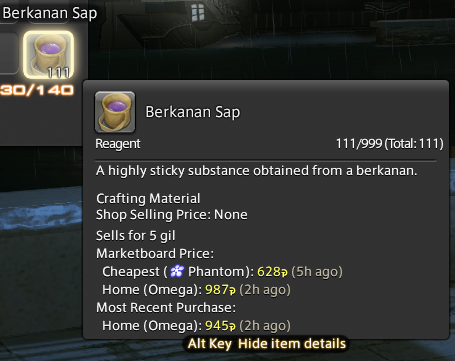 Berkanan Sap
111
30/140
Berkanan Sap
Reagent 111/999 (Total: 111)
A highly sticky substance obtained from a berkanan.
Crafting Material
Shop Selling Price: None
Sells for 5 gil
Marketboard Price:
Cheapest ( Phantom): 628 (5h ago)
Home (Omega): 987 (2h ago)
Most Recent Purchase:
Home (Omega): 945 (2h ago)
Alt Key Hide item details